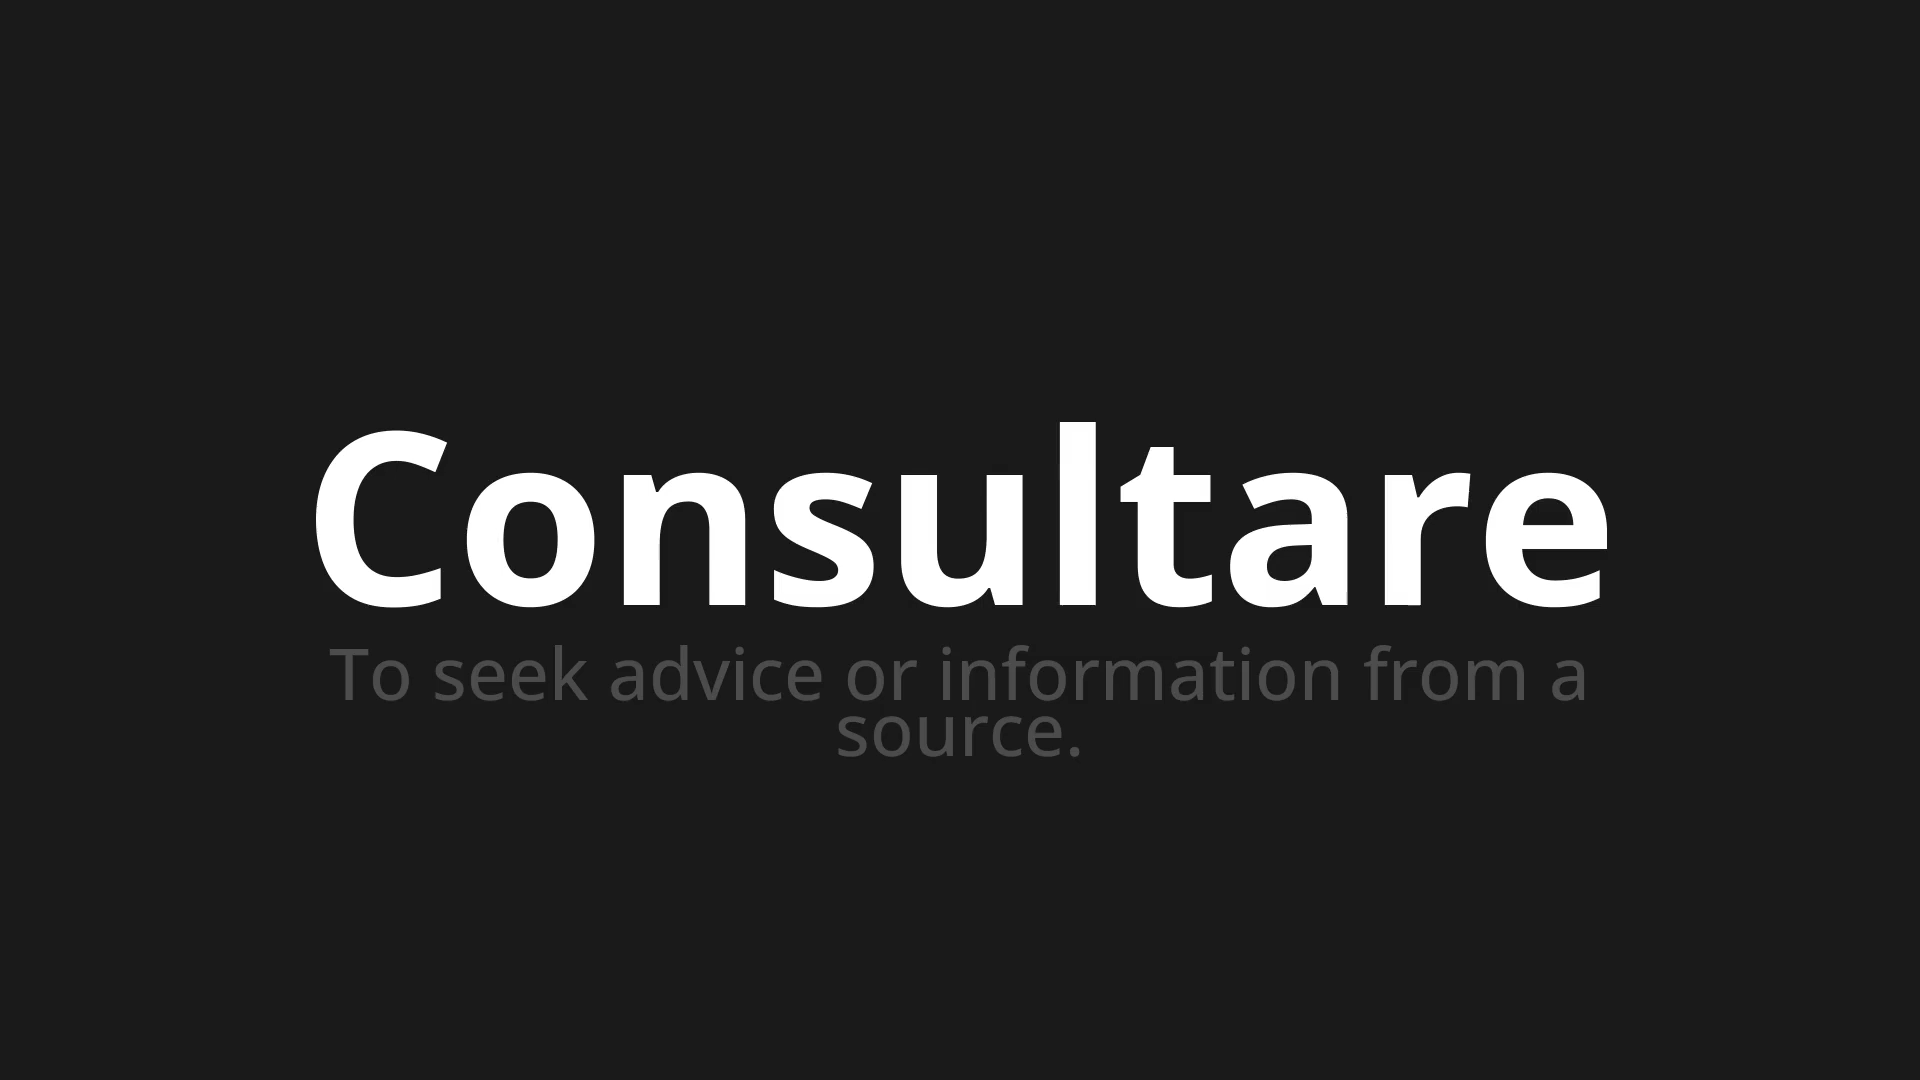 Consultare
To seek advice or information from a
source.